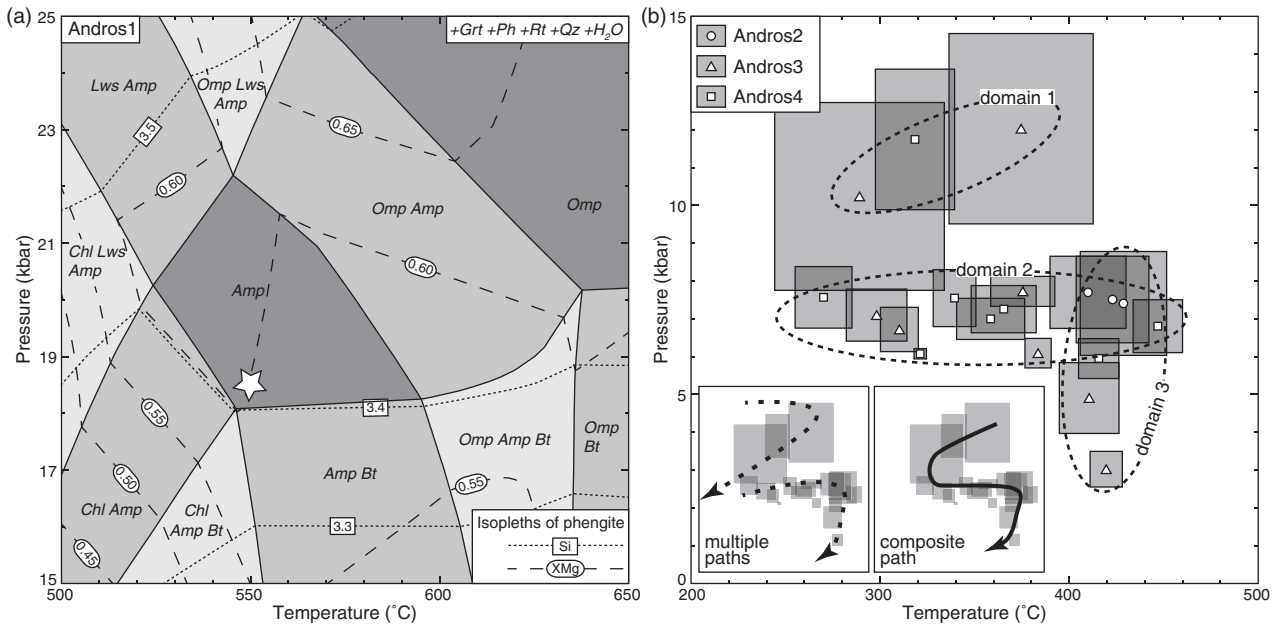 (a)
Andros1
+Grt +Ph +Rt +Qz +H2O
Lws Amp
Omp Lws
Amp
3.5
0.65
0.60
Omp Amp
Omp
Chl Lws
Amp
Ampl
0.60
3.4
0.55
Omp Amp Bt
Omp
Bt
0.50
Amp Bt
0.55
Chl Amp
Chl
Amp Bt
3.3
0.45
Isopleths of phengite
Si
XMg
25
23
21
19
17
15
Pressure (kbar)
500
550
600
650
Temperature (˚C)
(b)
Andros2
Andros3
Andros4
domain 1
domain 2
domain 3
multiple
paths
composite
path
15
10
5
0
Pressure (kbar)
200
300
400
500
Temperature (˚C)